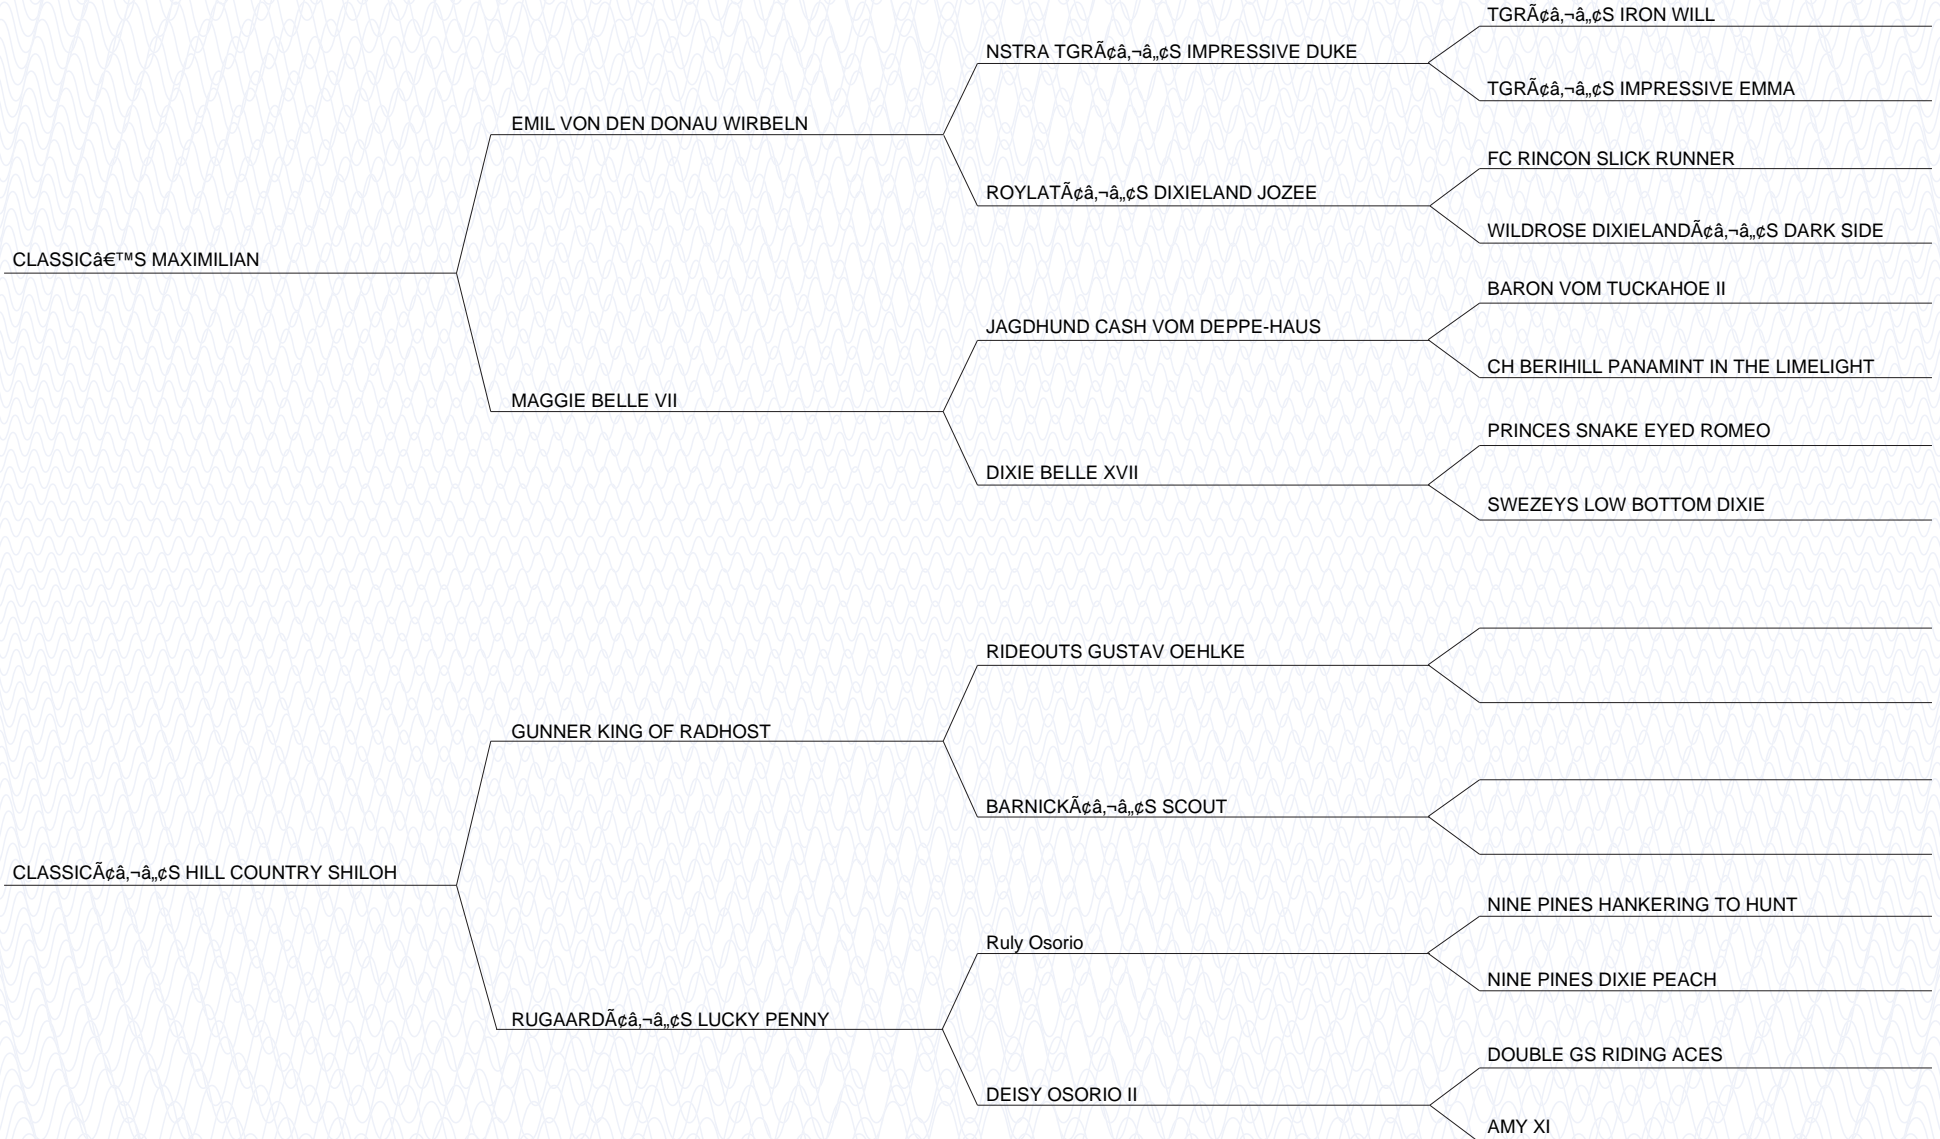 TGRÃ¢â‚¬â„¢S IRON WILL
NSTRA TGRÃ¢â‚¬â„¢S IMPRESSIVE DUKE
TGRÃ¢â‚¬â„¢S IMPRESSIVE EMMA
EMIL VON DEN DONAU WIRBELN
FC RINCON SLICK RUNNER
ROYLATÃ¢â‚¬â„¢S DIXIELAND JOZEE
WILDROSE DIXIELANDÃ¢â‚¬â„¢S DARK SIDE
CLASSICâ€™S MAXIMILIAN
BARON VOM TUCKAHOE II
JAGDHUND CASH VOM DEPPE-HAUS
CH BERIHILL PANAMINT IN THE LIMELIGHT
MAGGIE BELLE VII
PRINCES SNAKE EYED ROMEO
DIXIE BELLE XVII
SWEZEYS LOW BOTTOM DIXIE
RIDEOUTS GUSTAV OEHLKE
GUNNER KING OF RADHOST
BARNICKÃ¢â‚¬â„¢S SCOUT
CLASSICÃ¢â‚¬â„¢S HILL COUNTRY SHILOH
NINE PINES HANKERING TO HUNT
Ruly Osorio
NINE PINES DIXIE PEACH
RUGAARDÃ¢â‚¬â„¢S LUCKY PENNY
DOUBLE GS RIDING ACES
DEISY OSORIO II
AMY XI